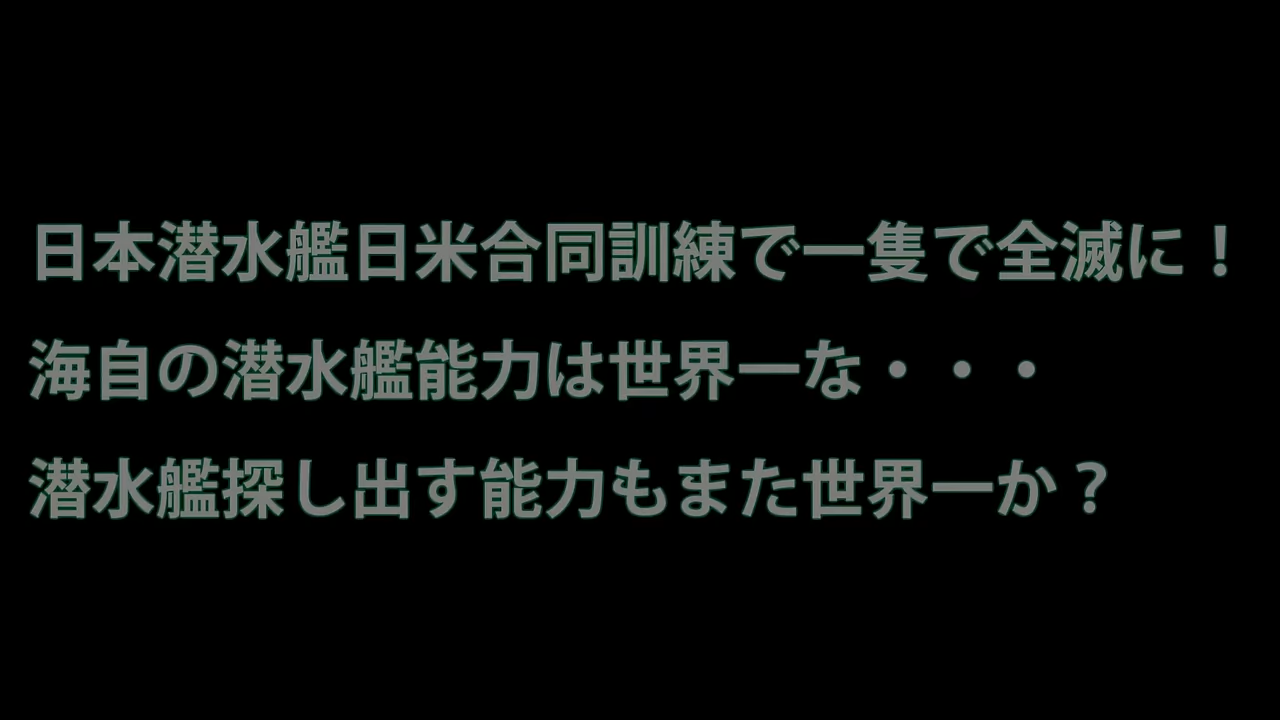 日本潜水艦日米合同訓練で一隻で全滅に！
海自の潜水艦能力は世界一な・・・
潜水艦探し出す能力もまた世界一か？